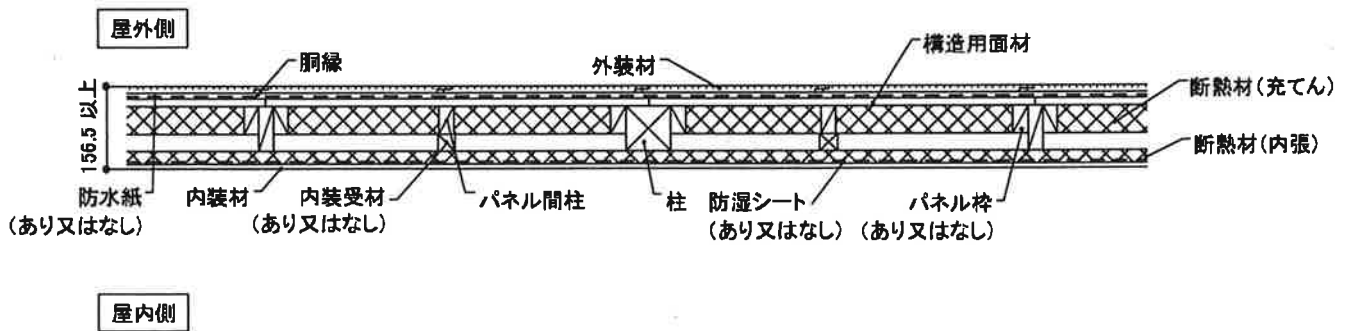 屋外側
構造用面材
胴縁
外装材
断熱材(充てん)
156.5 以上
断熱材(内張)
防水紙
(あり又はなし)
内装材
内装受材
(あり又はなし)
パネル間柱
柱
防湿シート
(あり又はなし)
パネル枠
(あり又はなし)
屋内側